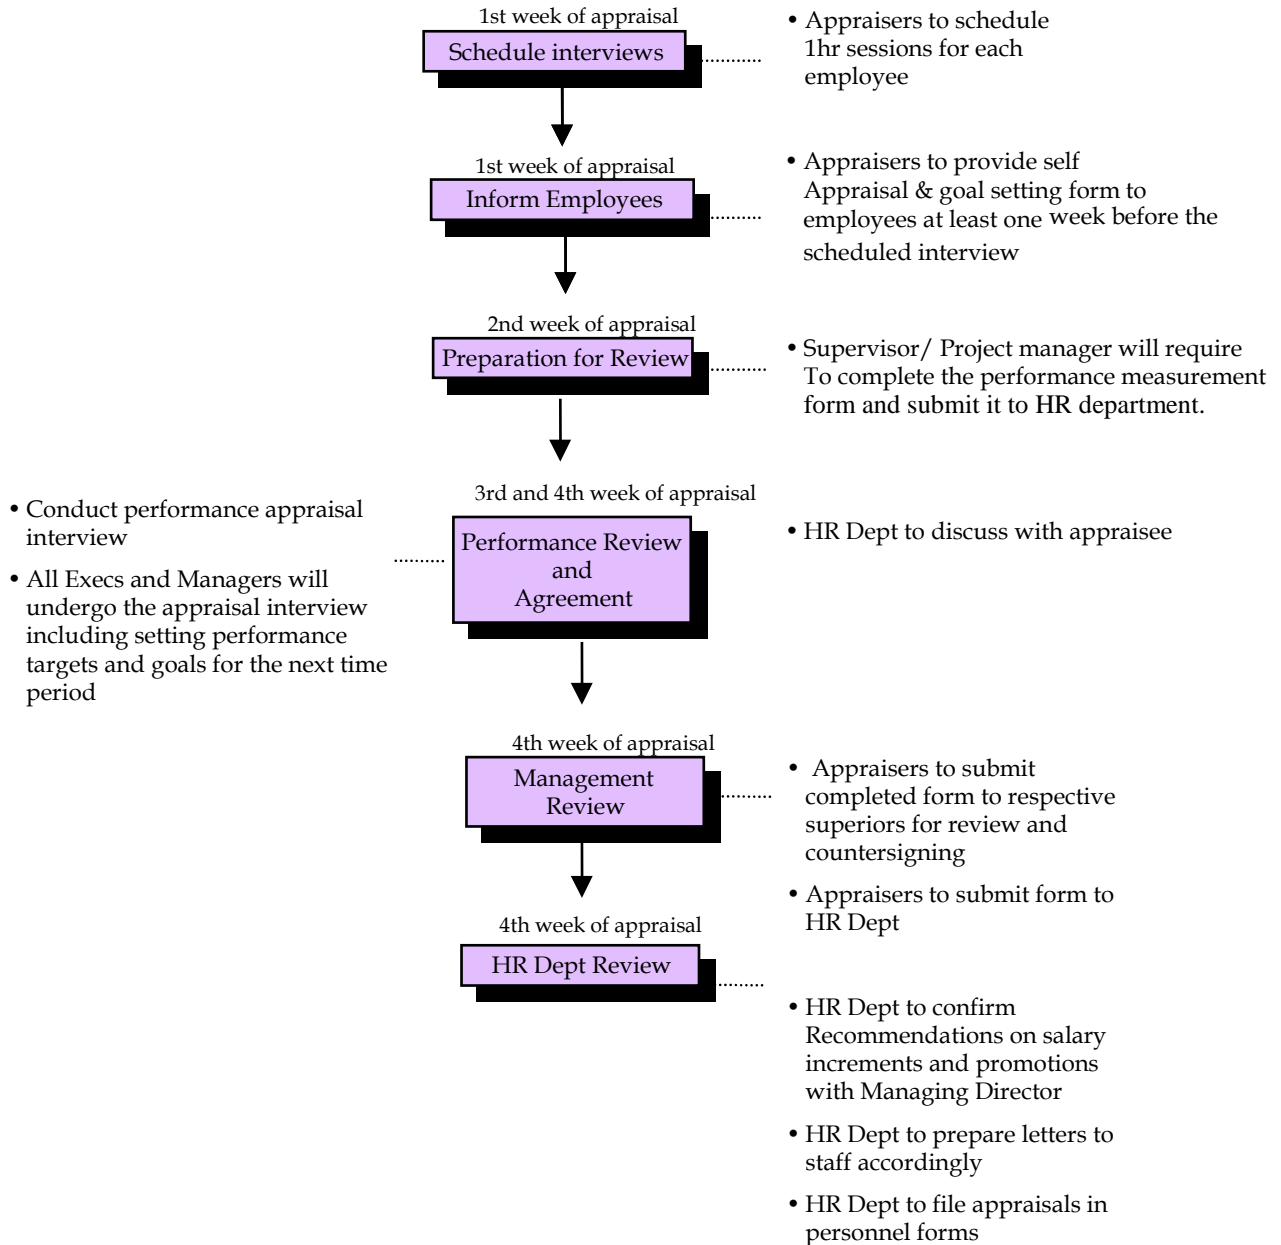 1st week of appraisal
Schedule interviews
• Appraisers to schedule
1hr sessions for each
employee
1st week of appraisal
Inform Employees
• Appraisers to provide self
Appraisal & goal setting form to
employees at least one week before the
scheduled interview
2nd week of appraisal
Preparation for Review
• Supervisor/ Project manager will require
To complete the performance measurement
form and submit it to HR department.
3rd and 4th week of appraisal
• Conduct performance appraisal
interview
• All Execs and Managers will
undergo the appraisal interview
including setting performance
targets and goals for the next time
period
Performance Review
and
Agreement
• HR Dept to discuss with appraisee
4th week of appraisal
Management
Review
• Appraisers to submit
completed form to respective
superiors for review and
countersigning
• Appraisers to submit form to
HR Dept
4th week of appraisal
HR Dept Review
• HR Dept to confirm
Recommendations on salary
increments and promotions
with Managing Director
• HR Dept to prepare letters to
staff accordingly
• HR Dept to file appraisals in
personnel forms